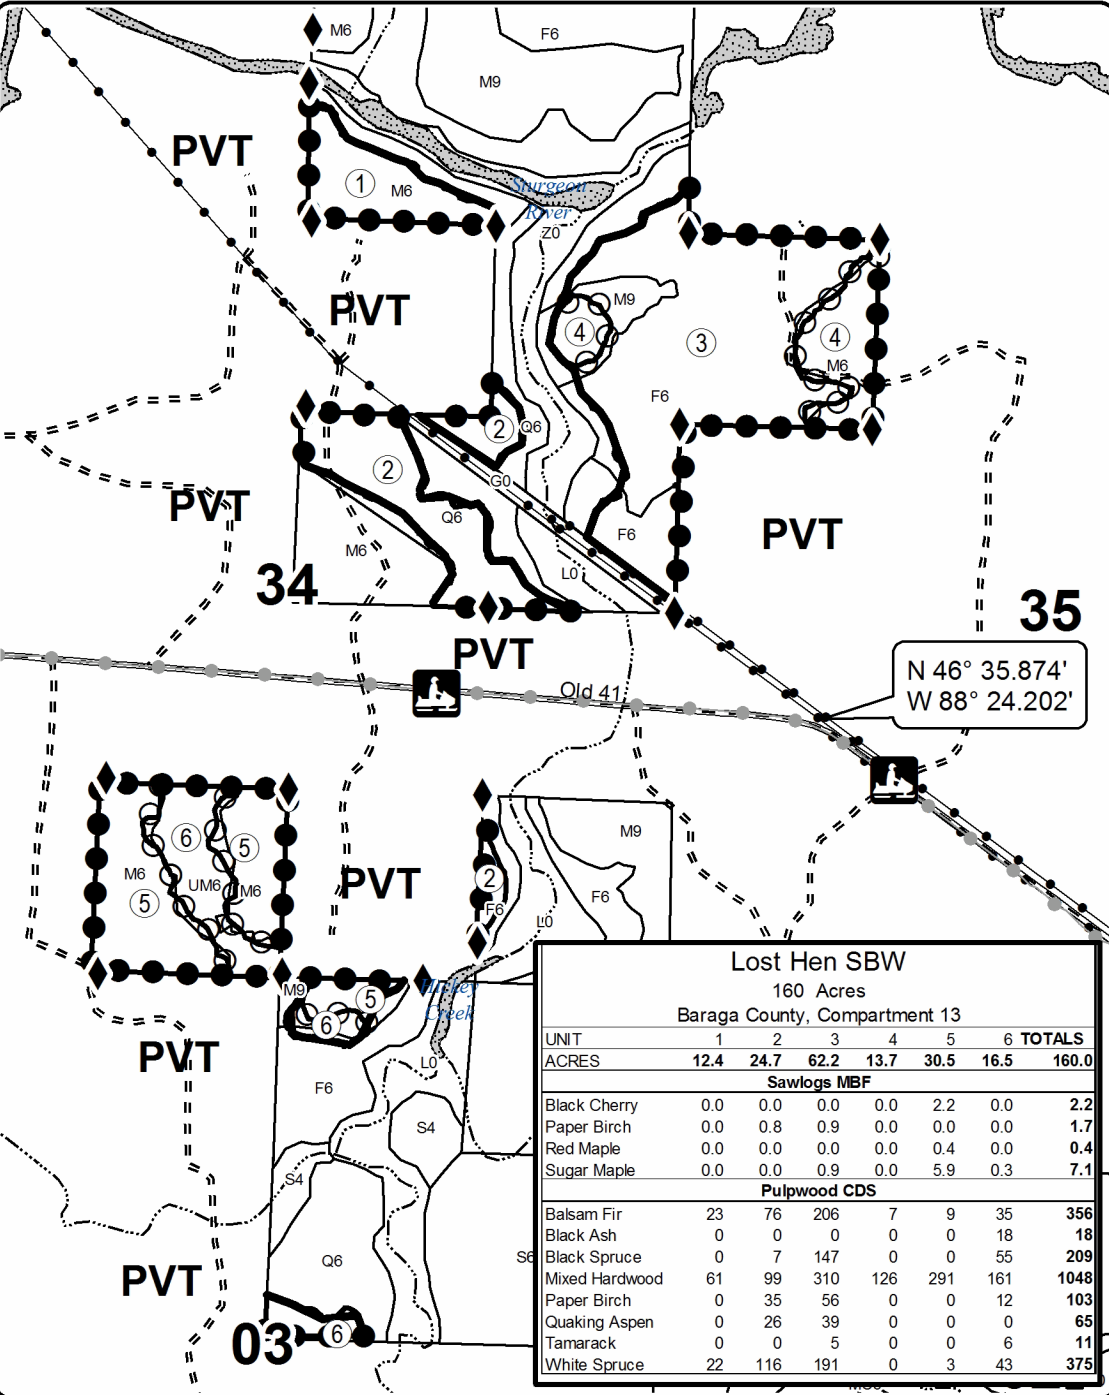 M6
F6
M9
PVT
1
M6
Sturgeon
River
Z0
PVT
M9
4
3
4
M6
F6
2
Q6
2
G0
PVT
Q6
F6
PVT
M6
34
L0
35
PVT
N 46° 35.874'
W 88° 24.202'
Old 41
M9
6
5
M6
UM6
M6
5
PVT
2
F6
F6
L0
M9
5
6
Hickey
Creek
PVT
L0
F6
S4
S4
Q6
S6
PVT
03
6
Lost Hen SBW
160 Acres
Baraga County, Compartment 13
UNIT 1 2 3 4 5 6 TOTALS
ACRES 12.4 24.7 62.2 13.7 30.5 16.5 160.0
Sawlogs MBF
Black Cherry 0.0 0.0 0.0 0.0 2.2 0.0 2.2
Paper Birch 0.0 0.8 0.9 0.0 0.0 0.0 1.7
Red Maple 0.0 0.0 0.0 0.0 0.4 0.0 0.4
Sugar Maple 0.0 0.0 0.9 0.0 5.9 0.3 7.1
Pulpwood CDS
Balsam Fir 23 76 206 7 9 35 356
Black Ash 0 0 0 0 0 18 18
Black Spruce 0 7 147 0 0 55 209
Mixed Hardwood 61 99 310 126 291 161 1048
Paper Birch 0 35 56 0 0 12 103
Quaking Aspen 0 26 39 0 0 0 65
Tamarack 0 0 5 0 0 6 11
White Spruce 22 116 191 0 3 43 375